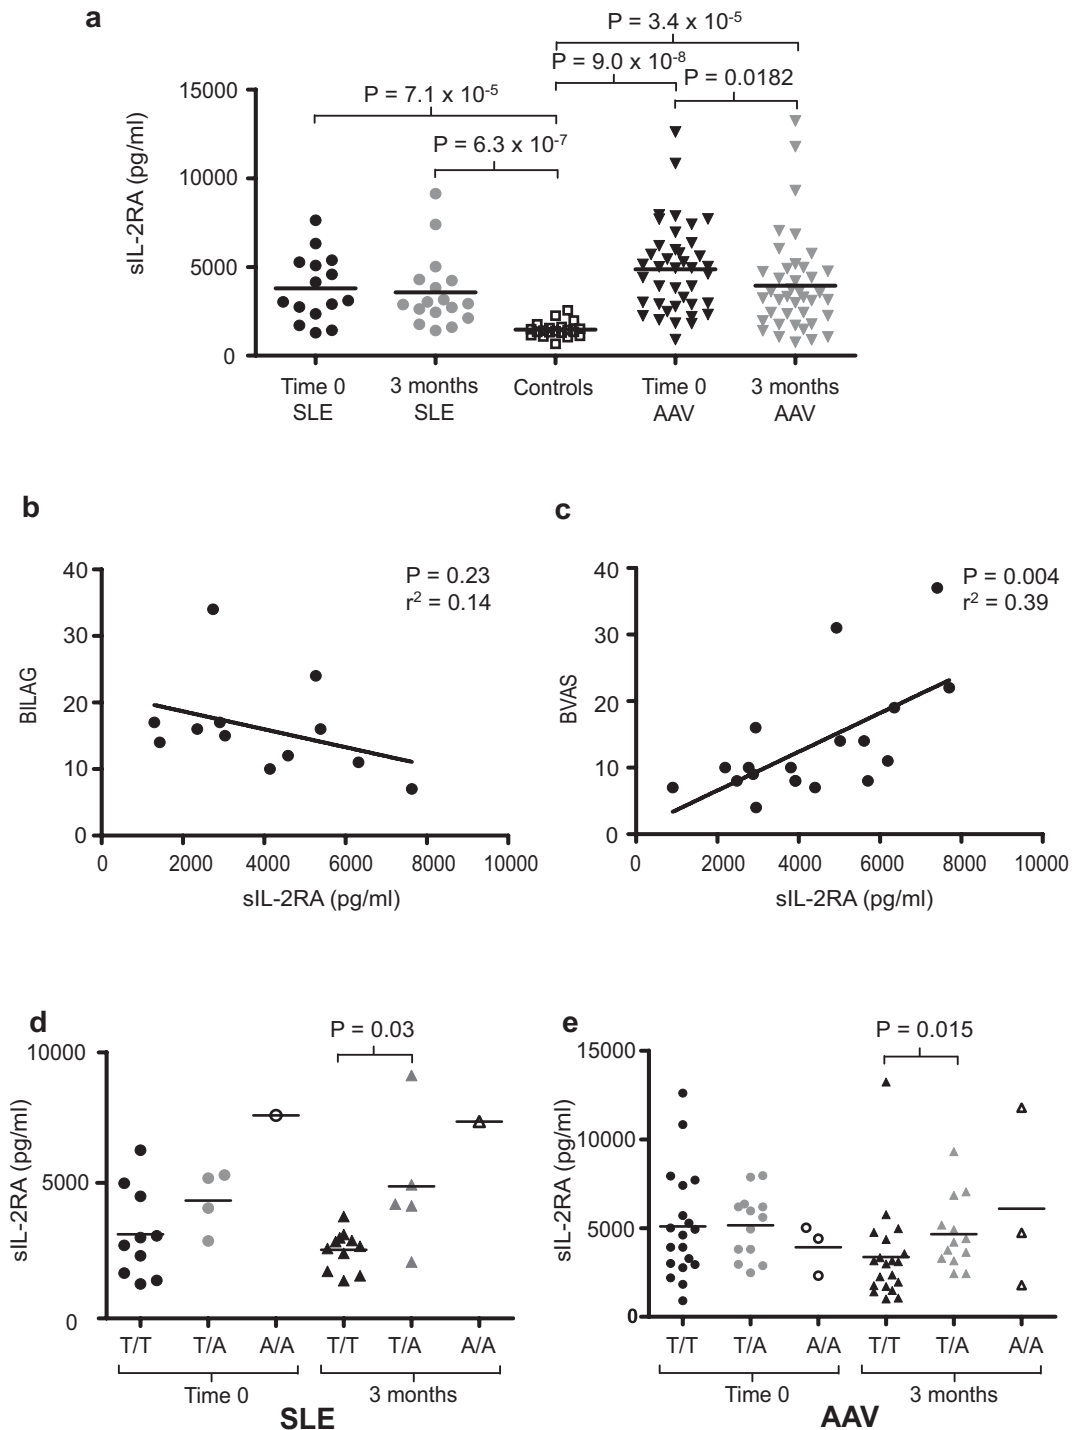 a
P = 3.4 x 10-5
P = 9.0 x 10-8
P = 0.0182
P = 7.1 x 10-5
P = 6.3 x 10-7
sIL-2RA (pg/ml)
15000
10000
5000
0
Time 0 SLE
3 months SLE
Controls
Time 0 AAV
3 months AAV
b
P = 0.23
r2 = 0.14
BILAG
40
30
20
10
0
0 2000 4000 6000 8000 10000
sIL-2RA (pg/ml)
c
P = 0.004
r2 = 0.39
BVAS
40
30
20
10
0
0 2000 4000 6000 8000 10000
sIL-2RA (pg/ml)
d
P = 0.03
sIL-2RA (pg/ml)
10000
5000
0
T/T T/A A/A T/T T/A A/A
Time 0 3 months
SLE
e
P = 0.015
sIL-2RA (pg/ml)
15000
10000
5000
0
T/T T/A A/A T/T T/A A/A
Time 0 3 months
AAV